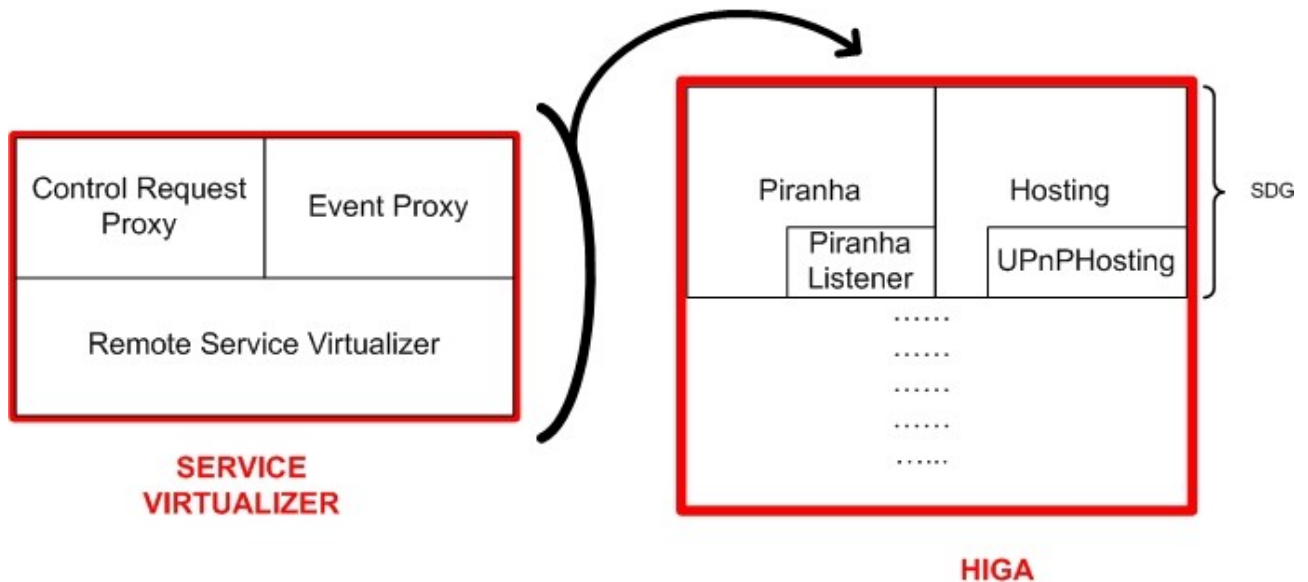 Control Request
Proxy
Event Proxy
Remote Service Virtualizer
SERVICE
VIRTUALIZER
Piranha
Hosting
SDG
Piranha
Listener
UPnPHosting
......
......
......
......
......
HIGA